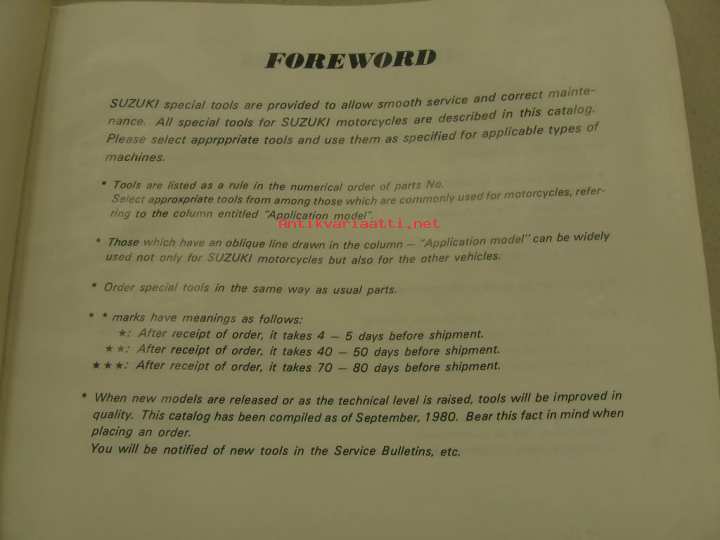 FOREWORD
SUZUKI special tools are provided to allow smooth service and correct mainte-
nance. All special tools for SUZUKI motorcycles are described in this catalog.
Please select apprppriate tools and use them as specified for applicable types of
machines.
* Tools are listed as a rule in the numerical order of parts No.
Select approxpriate tools from among those which are commonly used for motorcycles, refer-
ring to the column entitled "Application model".
Antikvariaatti.net
* Those which have an oblique line drawn in the column — "Application model" can be widely
used not only for SUZUKI motorcycles but also for the other vehicles.
* Order special tools in the same way as usual parts.
* * marks have meanings as follows:
★: After receipt of order, it takes 4 — 5 days before shipment.
★★: After receipt of order, it takes 40 — 50 days before shipment.
★★★: After receipt of order, it takes 70 — 80 days before shipment.
* When new models are released or as the technical level is raised, tools will be improved in
quality. This catalog has been compiled as of September, 1980. Bear this fact in mind when
placing an order.
You will be notified of new tools in the Service Bulletins, etc.